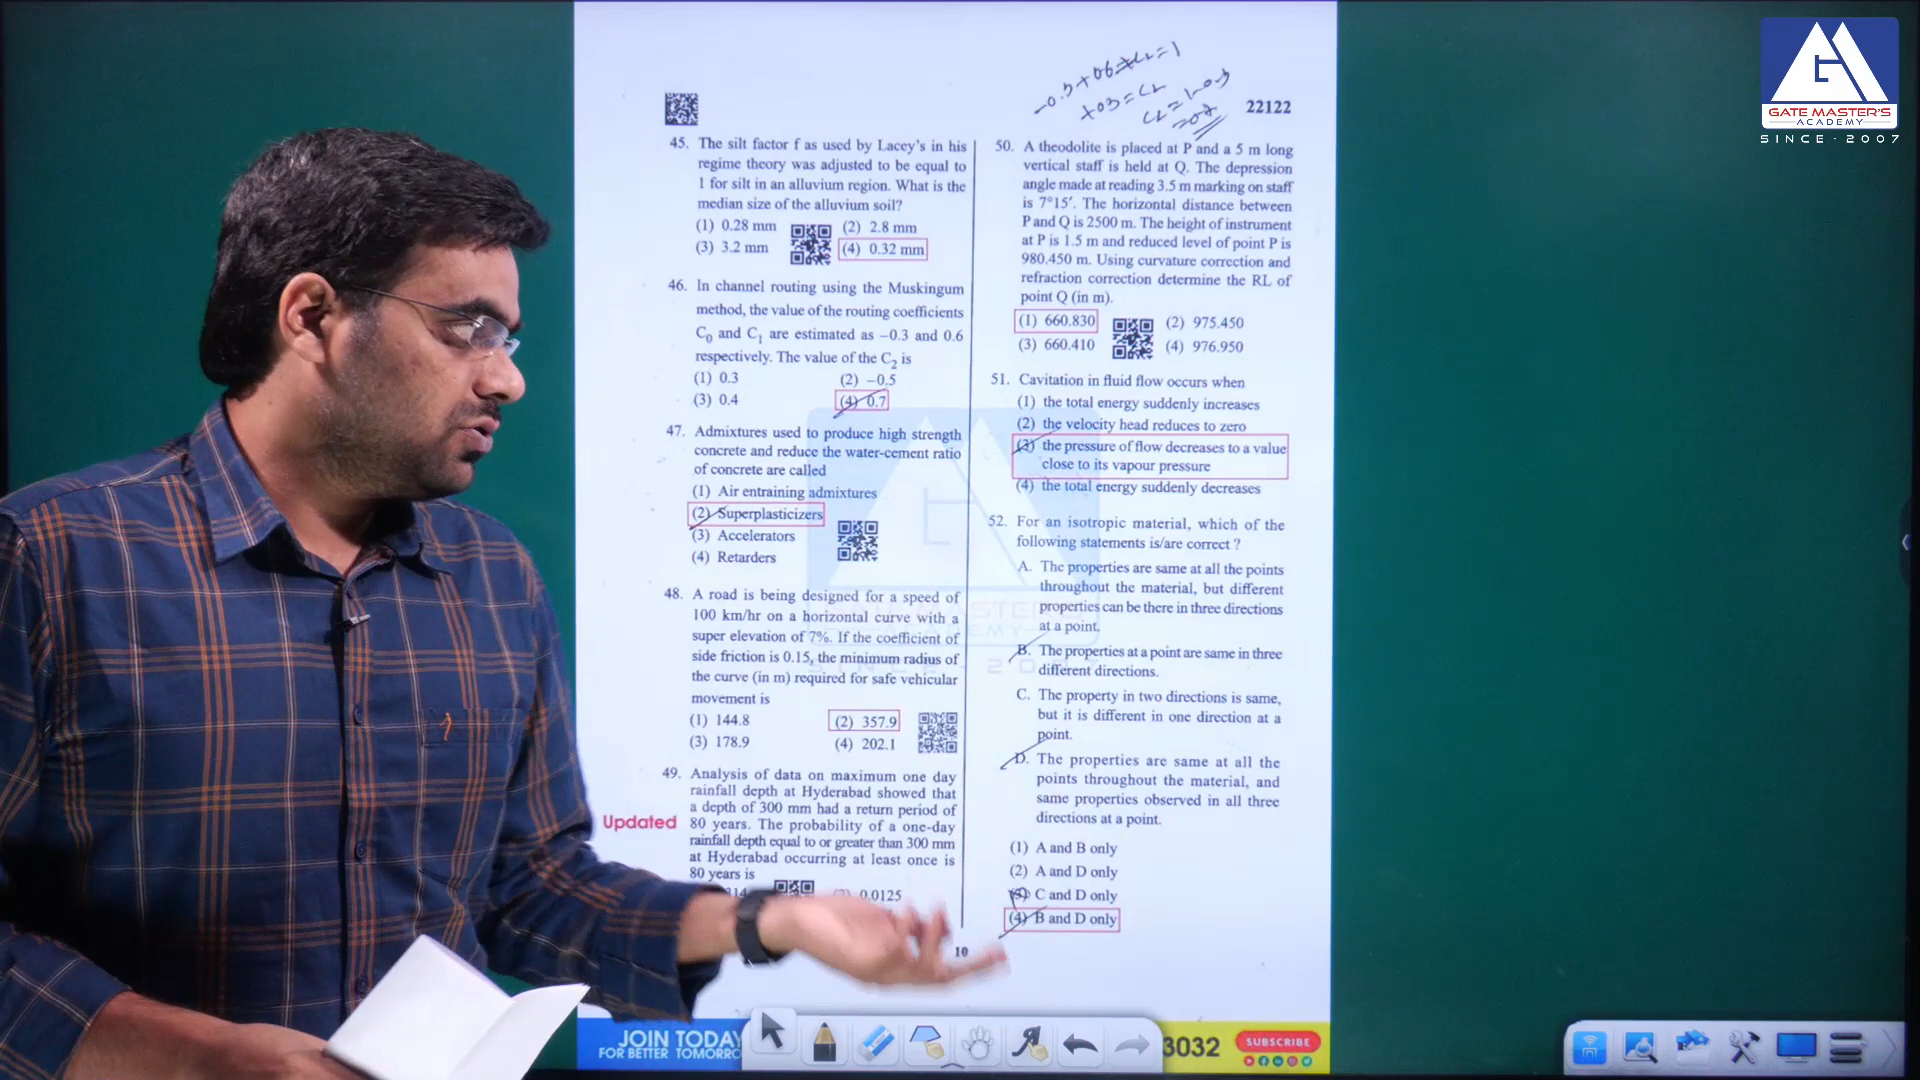 GATE MASTER'S
ACADEMY
SINCE-2007
-0.3+06+C2=1
22122
45. The silt factor f as used by Lacey's in his
regime theory was adjusted to be equal to
1 for silt in an alluvium region. What is the
median size of the alluvium soil?
(1) 0.28 mm (2) 2.8 mm
(3) 3.2 mm (4) 0.32 mm
46. In channel routing using the Muskingum
method, the value of the routing coefficients
C0 and C1 are estimated as −0.3 and 0.6
respectively. The value of the C2 is
(1) 0.3 (2) −0.5
(3) 0.4 (4) 0.7
47. Admixtures used to produce high strength
concrete and reduce the water-cement ratio
of concrete are called
(1) Air entraining admixtures
(2) Superplasticizers
(3) Accelerators
(4) Retarders
48. A road is being designed for a speed of
100 km/hr on a horizontal curve with a
super elevation of 7%. If the coefficient of
side friction is 0.15, the minimum radius of
the curve (in m) required for safe vehicular
movement is
(1) 144.8 (2) 357.9
(3) 178.9 (4) 202.1
49. Analysis of data on maximum one day
rainfall depth at Hyderabad showed that
a depth of 300 mm had a return period of
Updated 80 years. The probability of a one-day
rainfall depth equal to or greater than 300 mm
at Hyderabad occurring at least once is
80 years is
0.0125
50. A theodolite is placed at P and a 5 m long
vertical staff is held at Q. The depression
angle made at reading 3.5 m marking on staff
is 7°15′. The horizontal distance between
P and Q is 2500 m. The height of instrument
at P is 1.5 m and reduced level of point P is
980.450 m. Using curvature correction and
refraction correction determine the RL of
point Q (in m).
(1) 660.830 (2) 975.450
(3) 660.410 (4) 976.950
51. Cavitation in fluid flow occurs when
(1) the total energy suddenly increases
(2) the velocity head reduces to zero
(3) the pressure of flow decreases to a value
close to its vapour pressure
(4) the total energy suddenly decreases
52. For an isotropic material, which of the
following statements is/are correct ?
A. The properties are same at all the points
throughout the material, but different
properties can be there in three directions
at a point.
B. The properties at a point are same in three
different directions.
C. The property in two directions is same,
but it is different in one direction at a
point.
D. The properties are same at all the
points throughout the material, and
same properties observed in all three
directions at a point.
(1) A and B only
(2) A and D only
(3) C and D only
(4) B and D only
10
JOIN TODAY
FOR BETTER TOMORRO
3032
SUBSCRIBE